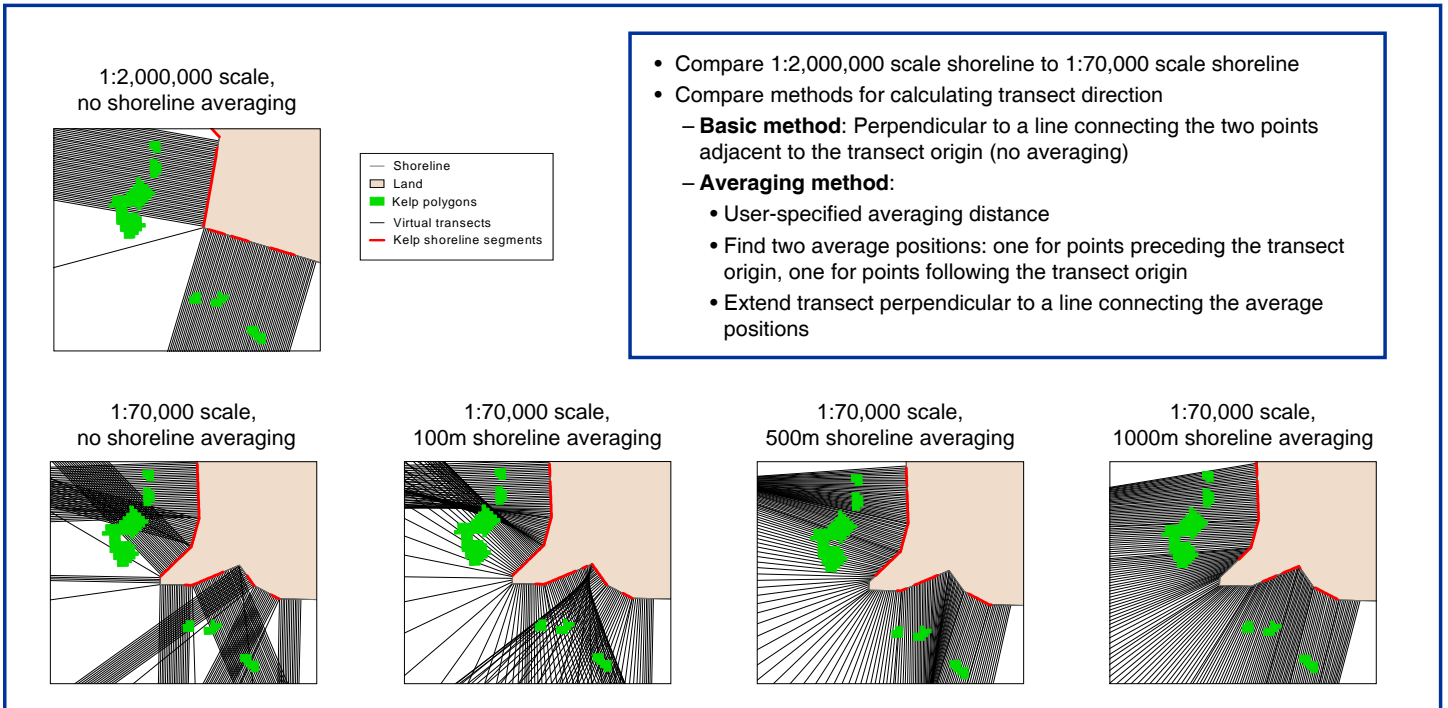 1:2,000,000 scale,
no shoreline averaging
Shoreline
Land
Kelp polygons
Virtual transects
Kelp shoreline segments
• Compare 1:2,000,000 scale shoreline to 1:70,000 scale shoreline
• Compare methods for calculating transect direction
– Basic method: Perpendicular to a line connecting the two points
adjacent to the transect origin (no averaging)
– Averaging method:
• User-specified averaging distance
• Find two average positions: one for points preceding the transect
origin, one for points following the transect origin
• Extend transect perpendicular to a line connecting the average
positions
1:70,000 scale,
no shoreline averaging
1:70,000 scale,
100m shoreline averaging
1:70,000 scale,
500m shoreline averaging
1:70,000 scale,
1000m shoreline averaging